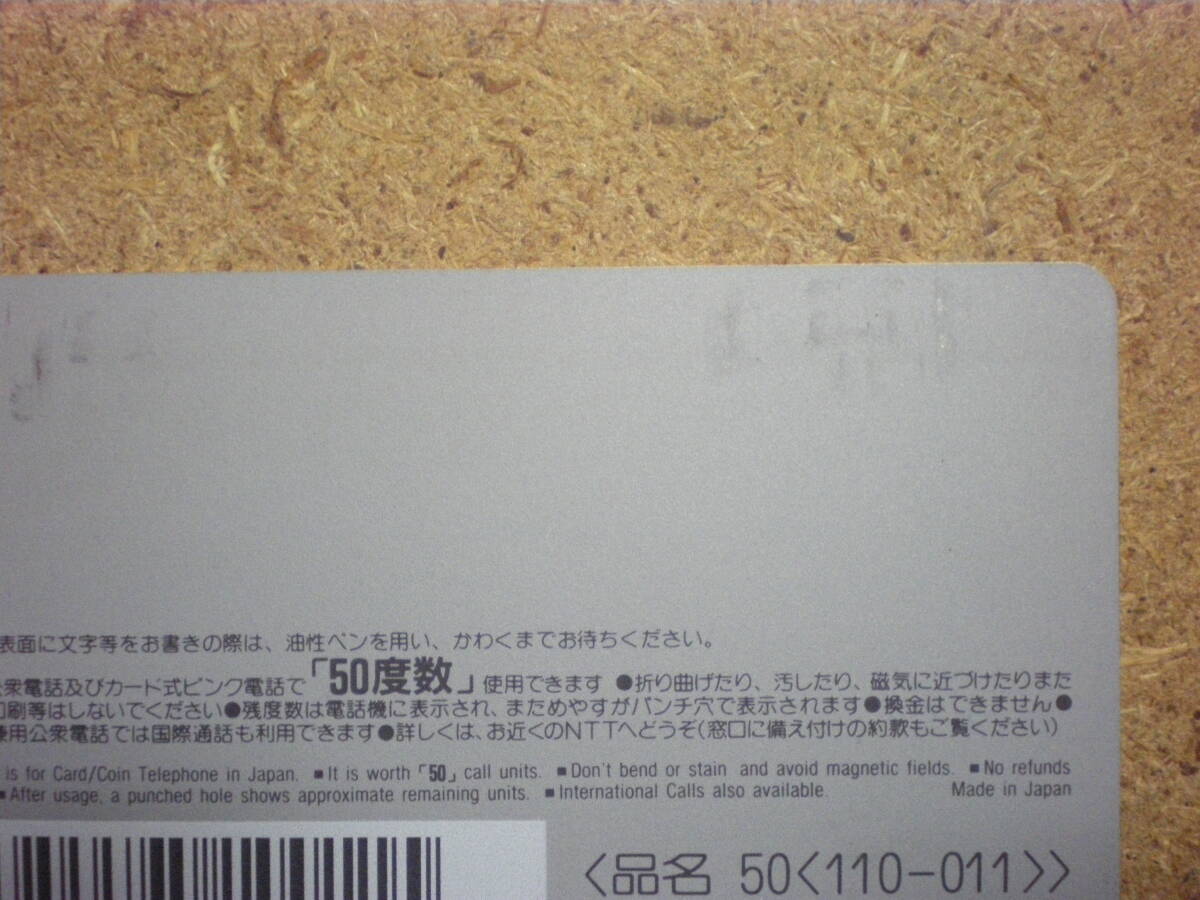 表面に文字等をお書きの際は、油性ペンを用い、かわくまでお待ちください。
衆電話及びカード式ピンク電話で「50度数」使用できます ●折り曲げたり、汚したり、磁気に近づけたりまた
刷等はしないでください●残度数は電話機に表示され、まためやすがパンチ穴で表示されます●換金はできません●
用公衆電話では国際通話も利用できます●詳しくは、お近くのNTTへどうぞ(窓口に備え付けの約款もご覧ください)
is for Card/Coin Telephone in Japan. ■It is worth「50」call units. ■Don't bend or stain and avoid magnetic fields. ■No refunds
■After usage, a punched hole shows approximate remaining units. ■International Calls also available. Made in Japan
<品名 50<110-011>>